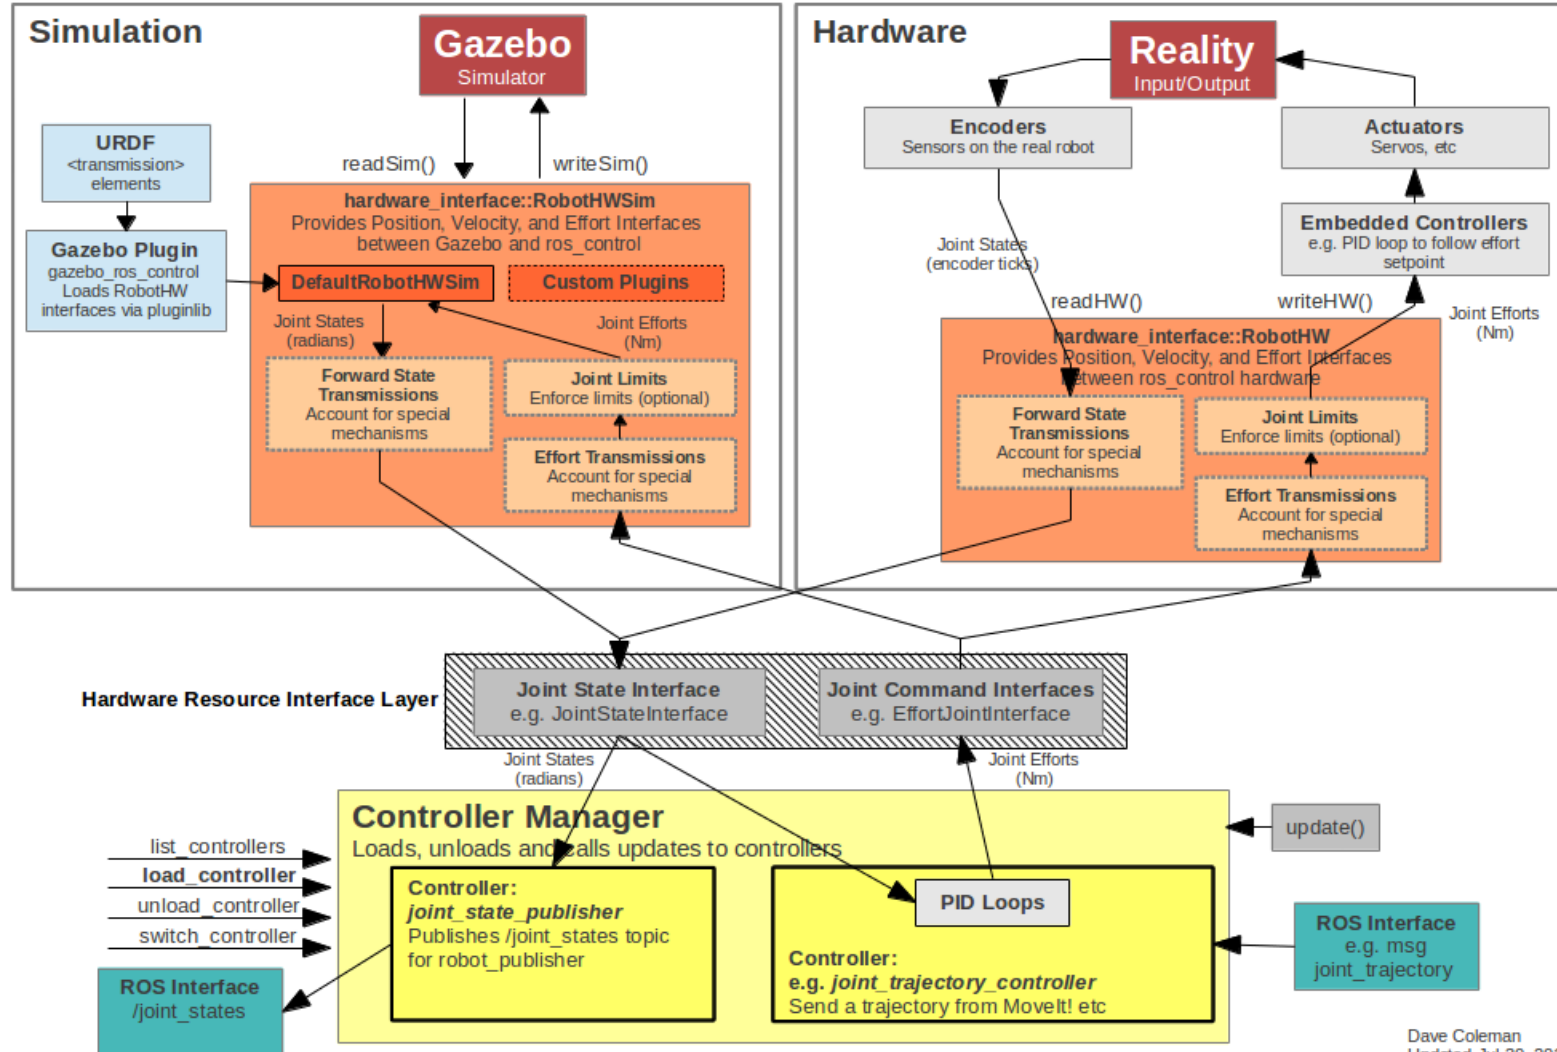 Simulation
Gazebo
Simulator
URDF
<transmission>
elements
readSim()
writeSim()
Gazebo Plugin
gazebo_ros_control
Loads RobotHW
interfaces via pluginlib
hardware_interface::RobotHWSim
Provides Position, Velocity, and Effort Interfaces
between Gazebo and ros_control
DefaultRobotHWSim
Custom Plugins
Joint States
(radians)
Joint Efforts
(Nm)
Forward State
Transmissions
Account for special
mechanisms
Joint Limits
Enforce limits (optional)
Effort Transmissions
Account for special
mechanisms
Hardware
Reality
Input/Output
Encoders
Sensors on the real robot
Actuators
Servos, etc
Embedded Controllers
e.g. PID loop to follow effort
setpoint
Joint States
(encoder ticks)
readHW()
writeHW()
Joint Efforts
(Nm)
hardware_interface::RobotHW
Provides Position, Velocity, and Effort Interfaces
between ros_control hardware
Forward State
Transmissions
Account for special
mechanisms
Joint Limits
Enforce limits (optional)
Effort Transmissions
Account for special
mechanisms
Hardware Resource Interface Layer
Joint State Interface
e.g. JointStateInterface
Joint Command Interfaces
e.g. EffortJointInterface
Joint States
(radians)
Joint Efforts
(Nm)
Controller Manager
Loads, unloads and calls updates to controllers
update()
list_controllers
load_controller
unload_controller
switch_controller
Controller:
joint_state_publisher
Publishes /joint_states topic
for robot_publisher
PID Loops
Controller:
e.g. joint_trajectory_controller
Send a trajectory from MoveIt! etc
ROS Interface
e.g. msg
joint_trajectory
ROS Interface
/joint_states
Dave Coleman
Updated Jul 30,